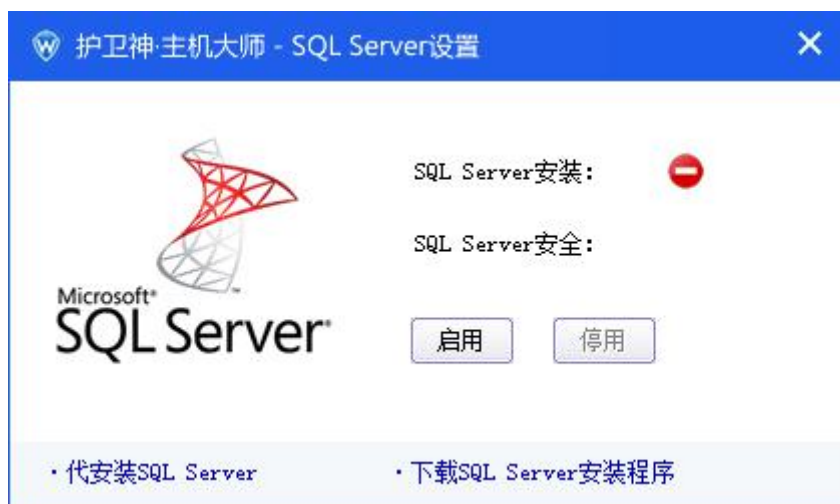 护卫神·主机大师 - SQL Server设置
SQL Server安装:
SQL Server安全:
Microsoft®
SQL Server®
启用
停用
·代安装SQL Server
·下载SQL Server安装程序